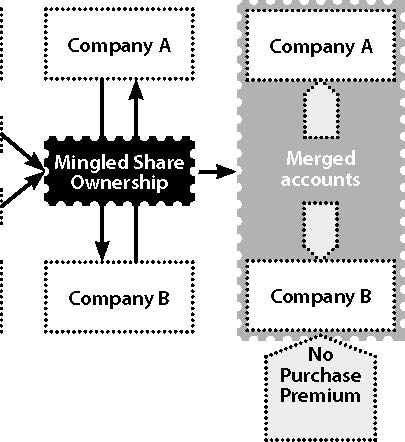 Company A
Mingled Share
Ownership
Company B
Company A
Merged
accounts
Company B
No
Purchase
Premium